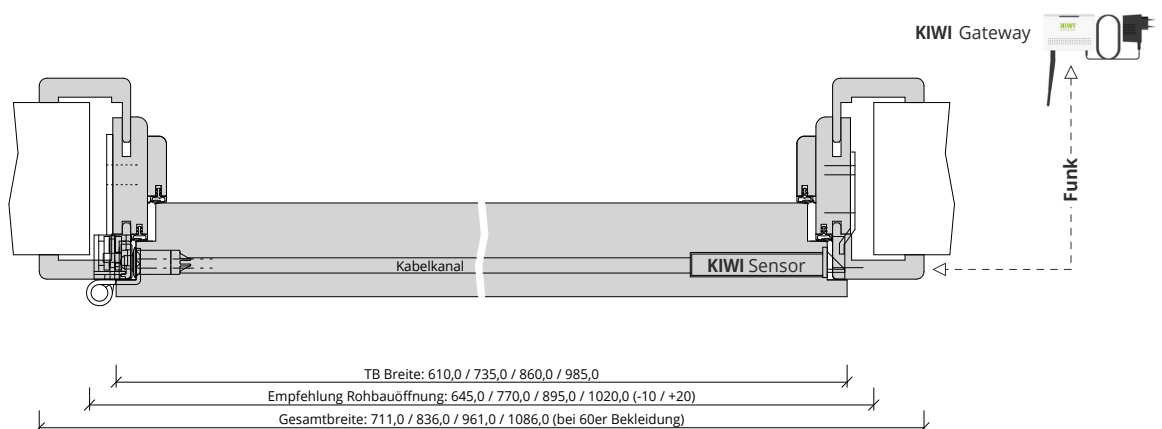 KIWI Gateway
KIWI
Funk
Kabelkanal
KIWI Sensor
TB Breite: 610,0 / 735,0 / 860,0 / 985,0
Empfehlung Rohbauöffnung: 645,0 / 770,0 / 895,0 / 1020,0 (-10 / +20)
Gesamtbreite: 711,0 / 836,0 / 961,0 / 1086,0 (bei 60er Bekleidung)